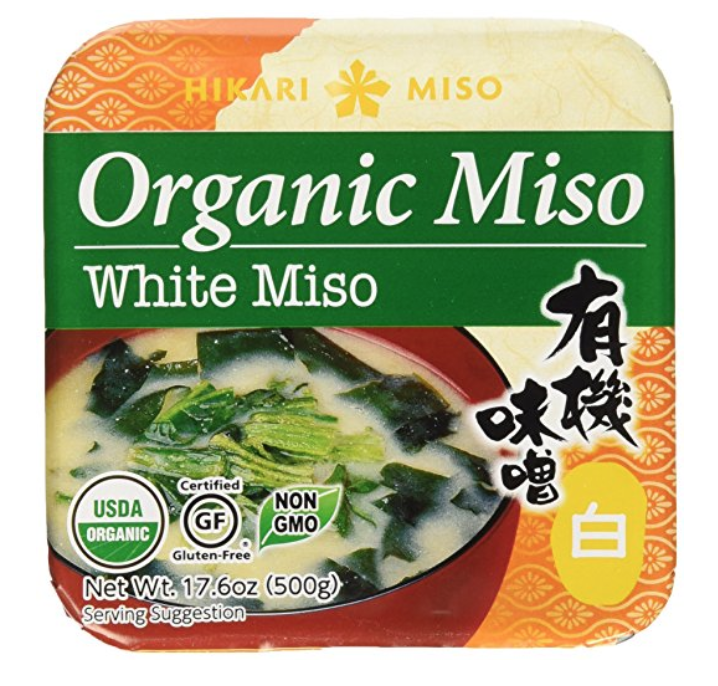 HIKARI MISO
Organic Miso
White Miso
有機
味噌
白
USDA
ORGANIC
Certified
GF
Gluten-Free
®
NON
GMO
Net Wt. 17.6oz (500g)
Serving Suggestion